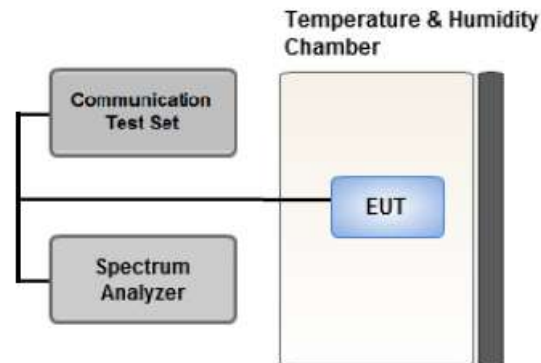 Temperature & Humidity
Chamber
Communication
Test Set
EUT
Spectrum
Analyzer